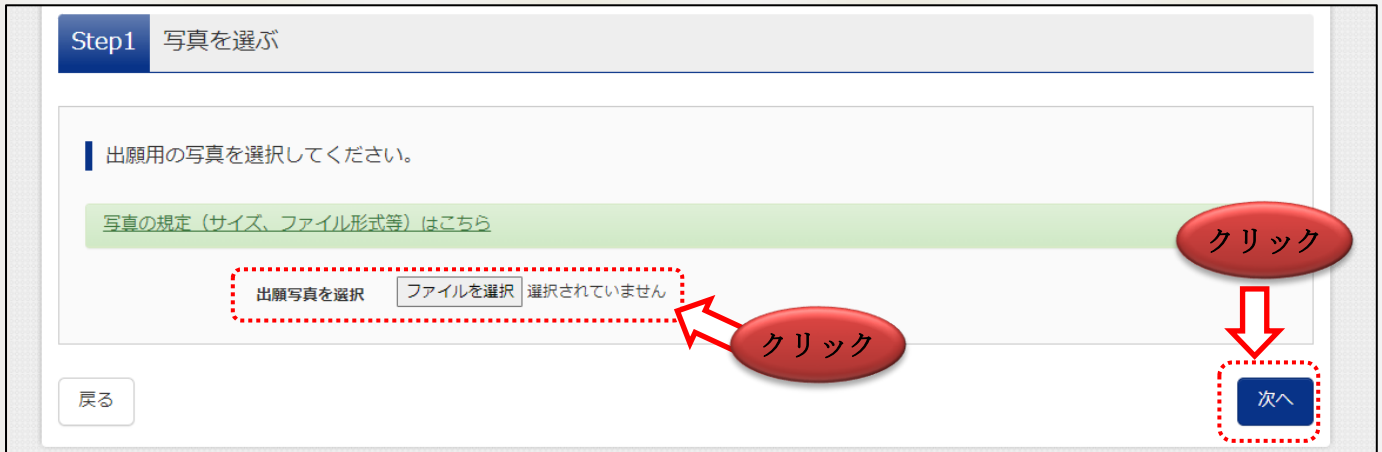 Step1 写真を選ぶ
出願用の写真を選択してください。
写真の規定（サイズ、ファイル形式等）はこちら
クリック
出願写真を選択 ファイルを選択 選択されていません
クリック
戻る 次へ